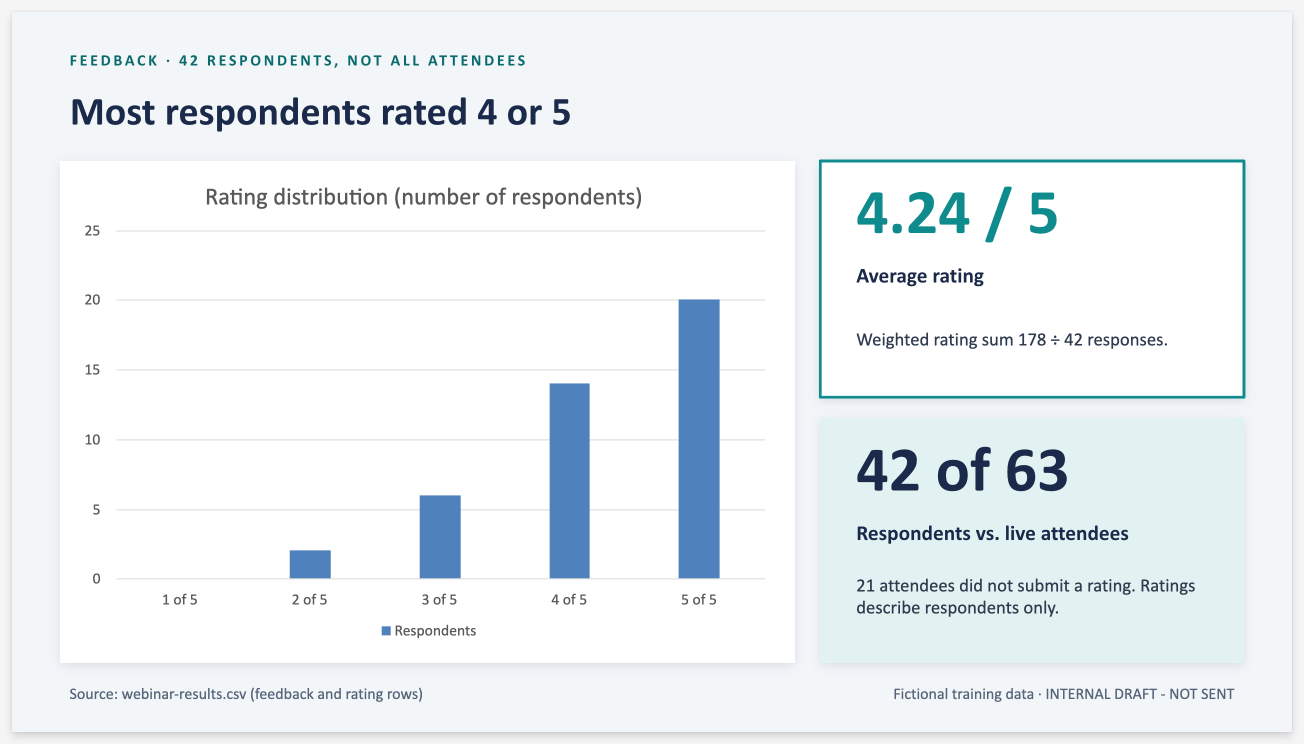 FEEDBACK · 42 RESPONDENTS, NOT ALL ATTENDEES
Most respondents rated 4 or 5
Rating distribution (number of respondents)
25
20
15
10
5
0
1 of 5
2 of 5
3 of 5
4 of 5
5 of 5
Respondents
4.24 / 5
Average rating
Weighted rating sum 178 ÷ 42 responses.
42 of 63
Respondents vs. live attendees
21 attendees did not submit a rating. Ratings
describe respondents only.
Source: webinar-results.csv (feedback and rating rows)
Fictional training data · INTERNAL DRAFT - NOT SENT